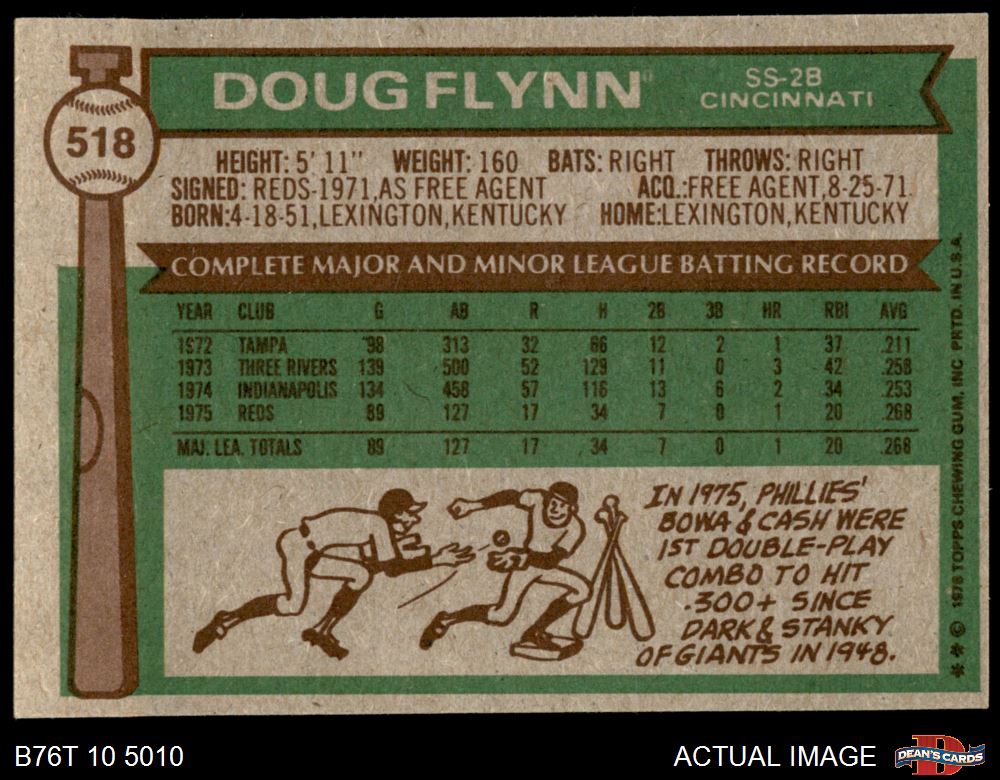 518
DOUG FLYNN
SS-2B
CINCINNATI
HEIGHT: 5' 11" WEIGHT: 160 BATS: RIGHT THROWS: RIGHT
SIGNED: REDS-1971, AS FREE AGENT ACQ.: FREE AGENT, 8-25-71
BORN: 4-18-51, LEXINGTON, KENTUCKY HOME: LEXINGTON, KENTUCKY
COMPLETE MAJOR AND MINOR LEAGUE BATTING RECORD
YEAR CLUB G AB R H 2B 3B HR RBI AVG
1972 TAMPA 98 313 32 66 12 2 1 37 .211
1973 THREE RIVERS 139 500 52 129 11 0 3 42 .258
1974 INDIANAPOLIS 134 458 57 116 13 6 2 34 .253
1975 REDS 89 127 17 34 7 0 1 20 .268
MAJ. LEA. TOTALS 89 127 17 34 7 0 1 20 .268
IN 1975, PHILLIES'
BOWA & CASH WERE
1ST DOUBLE-PLAY
COMBO TO HIT
.300+ SINCE
DARK & STANKY
OF GIANTS IN 1948.
** © 1976 TOPPS CHEWING GUM, INC PRTD. IN U.S.A.
B76T 10 5010
ACTUAL IMAGE
DEAN'S CARDS